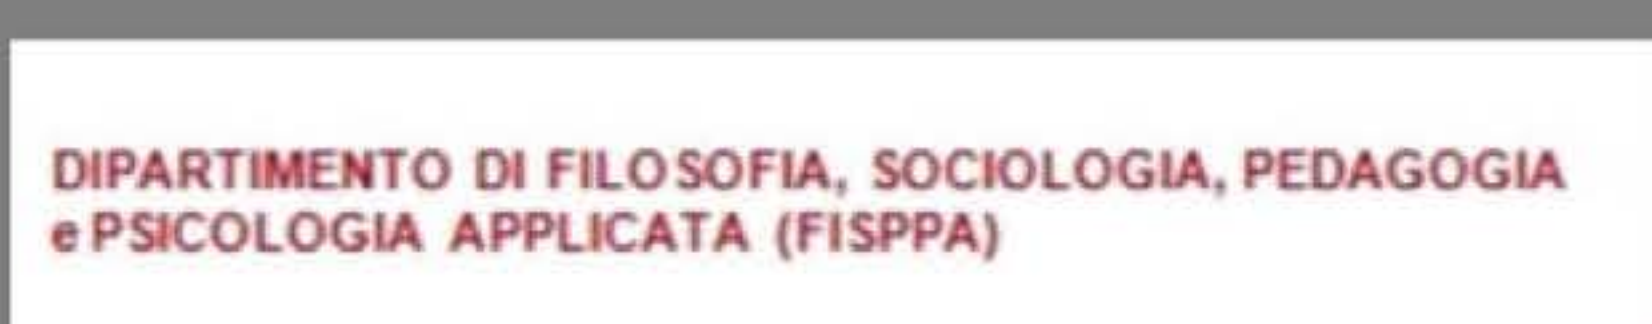 DIPARTIMENTO DI FILOSOFIA, SOCIOLOGIA, PEDAGOGIA
e PSICOLOGIA APPLICATA (FISPPA)